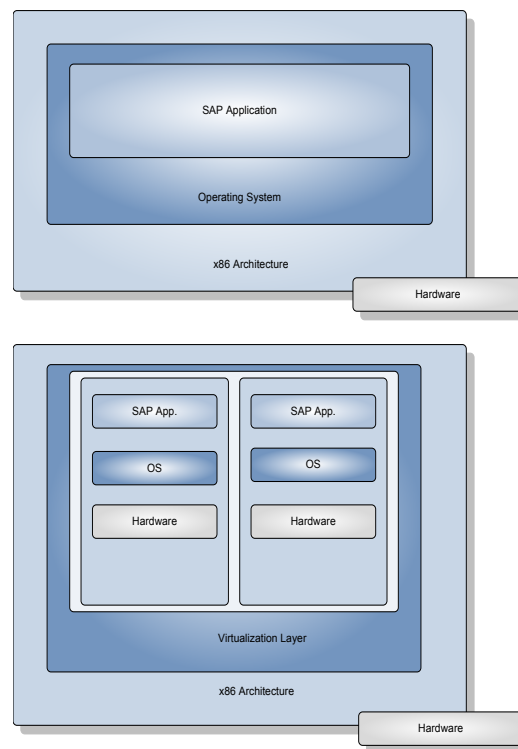 SAP Application
Operating System
x86 Architecture
Hardware
SAP App.
SAP App.
OS
OS
Hardware
Hardware
Virtualization Layer
x86 Architecture
Hardware